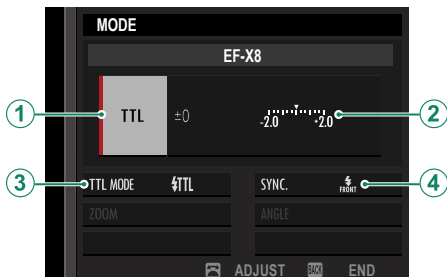 MODE
EF-X8
1 TTL ±0 -2.0 +2.0 2
3 TTL MODE TTL SYNC. FRONT 4
ZOOM ANGLE
ADJUST BACK END